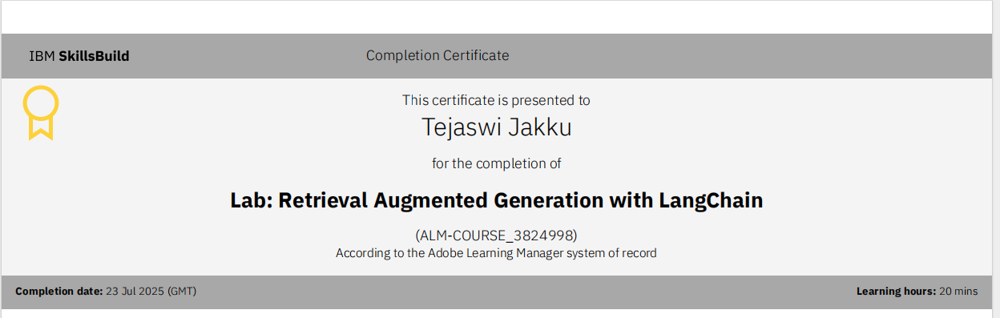 IBM SkillsBuild
Completion Certificate
This certificate is presented to
Tejaswi Jakku
for the completion of
Lab: Retrieval Augmented Generation with LangChain
(ALM-COURSE_3824998)
According to the Adobe Learning Manager system of record
Completion date: 23 Jul 2025 (GMT)
Learning hours: 20 mins